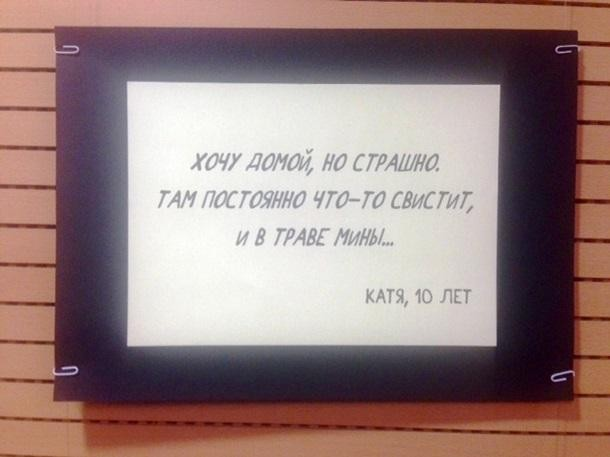 ХОЧУ ДОМОЙ, НО СТРАШНО.
ТАМ ПОСТОЯННО ЧТО-ТО СВИСТИТ,
И В ТРАВЕ МИНЫ...
КАТЯ, 10 ЛЕТ